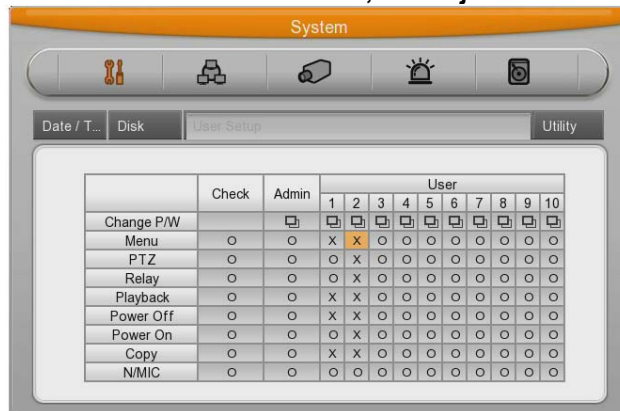 System
Date / T... Disk User Setup Utility
Check Admin User
1 2 3 4 5 6 7 8 9 10
Change P/W
Menu O O X X O O O O O O O O
PTZ O O O X O O O O O O O O
Relay O O O X O O O O O O O O
Playback O O X X O O O O O O O O
Power Off O O X X O O O O O O O O
Power On O O O X O O O O O O O O
Copy O O X X O O O O O O O O
N/MIC O O O O O O O O O O O O